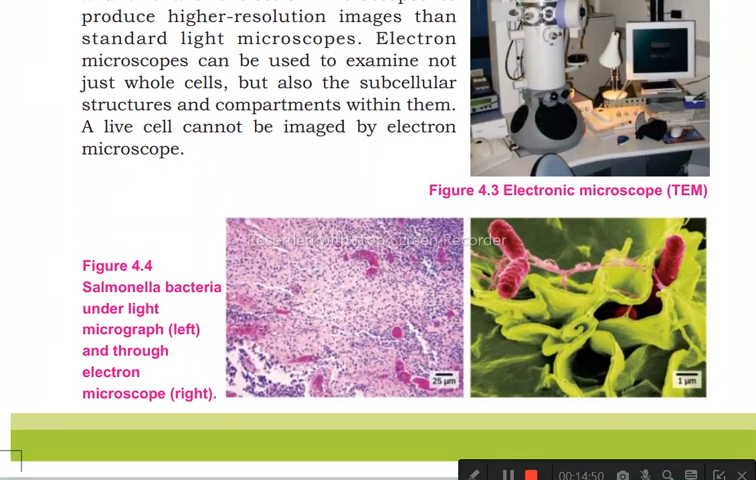 produce higher-resolution images than
standard light microscopes. Electron
microscopes can be used to examine not
just whole cells, but also the subcellular
structures and compartments within them.
A live cell cannot be imaged by electron
microscope.
Figure 4.3 Electronic microscope (TEM)
Recorded with iTop Screen Recorder
Figure 4.4
Salmonella bacteria
under light
micrograph (left)
and through
electron
microscope (right).
25 µm
1 µm
00:14:50